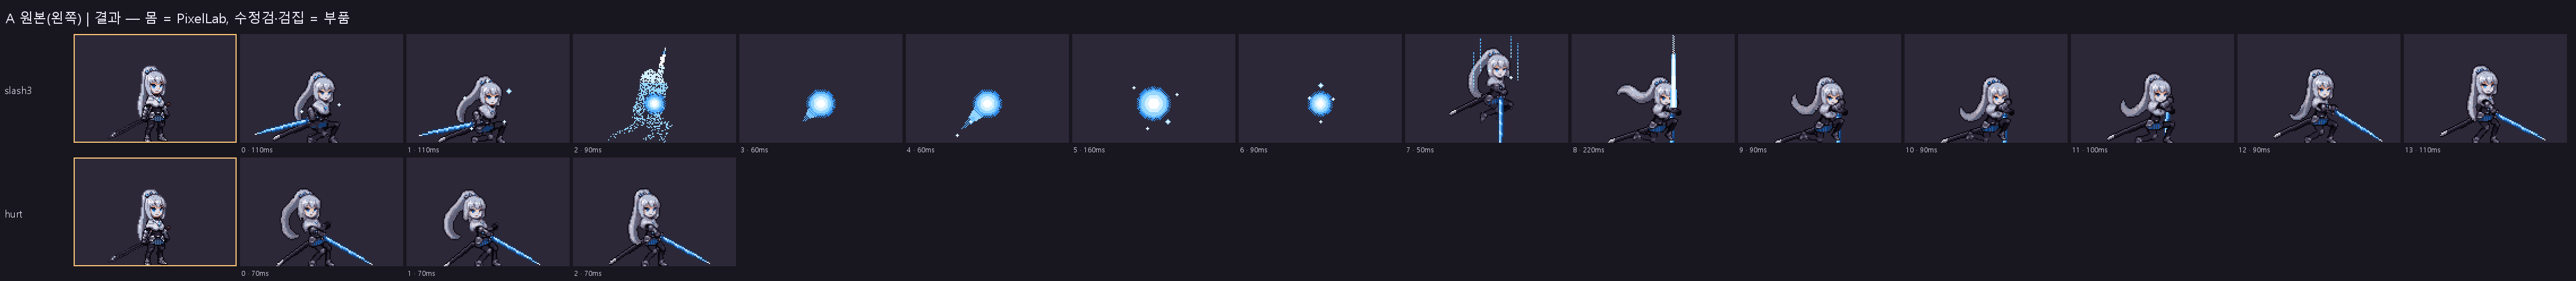 A 원본(왼쪽) | 결과 — 몸 = PixelLab, 수정검·검집 = 부품
slash3
0 · 110ms 1 · 110ms 2 · 90ms 3 · 60ms 4 · 60ms 5 · 160ms 6 · 90ms 7 · 50ms 8 · 220ms 9 · 90ms 10 · 90ms 11 · 100ms 12 · 90ms 13 · 110ms
hurt
0 · 70ms 1 · 70ms 2 · 70ms